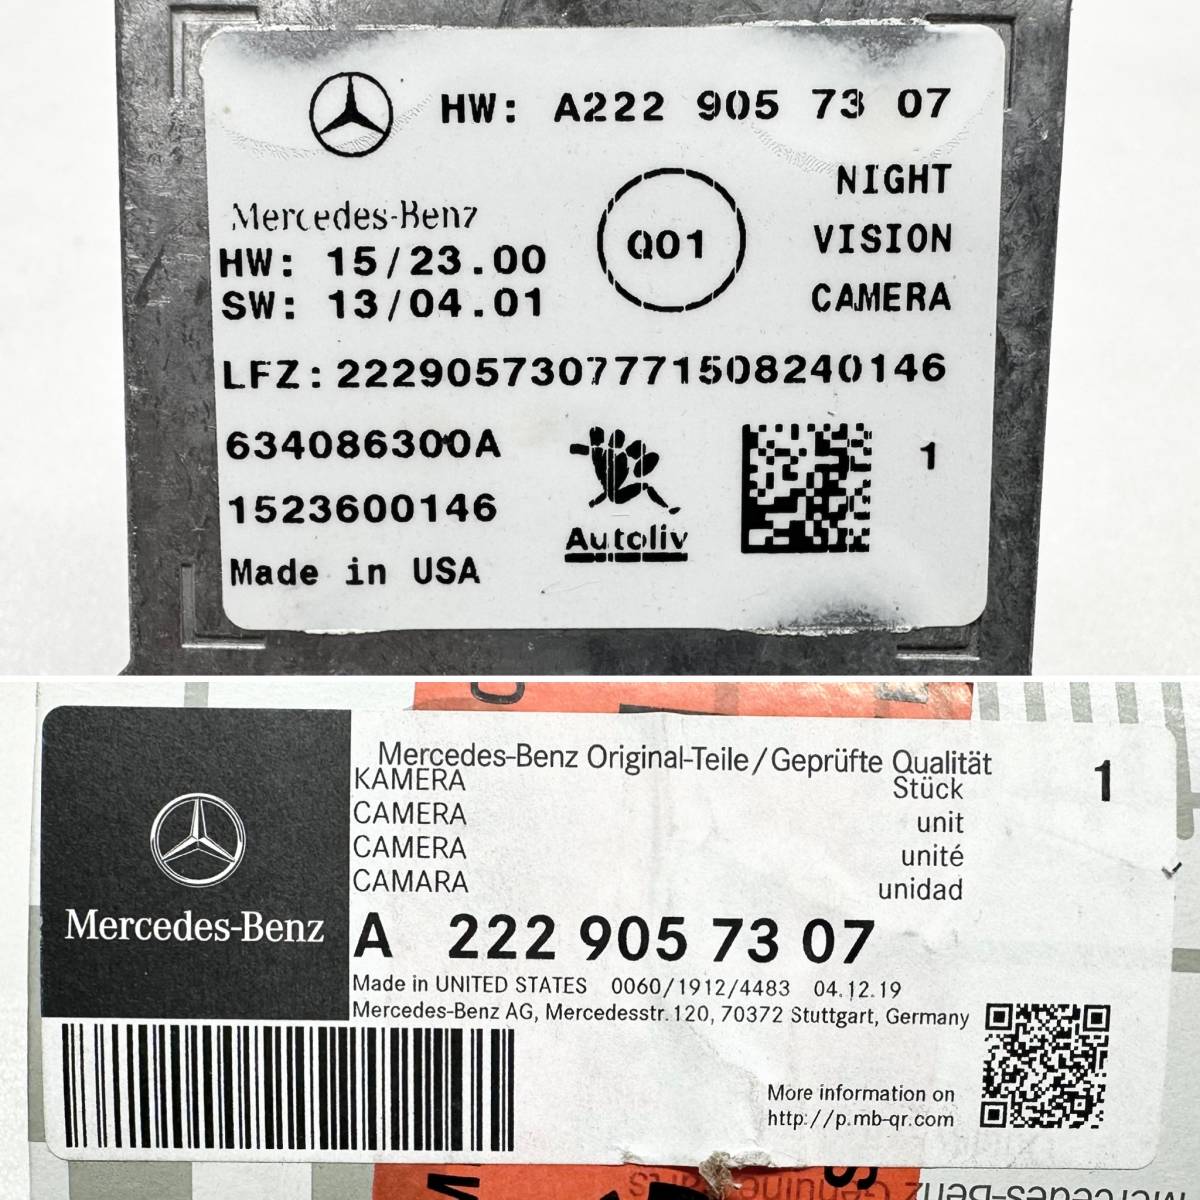 HW: A222 905 73 07
NIGHT
VISION
CAMERA
Q01
Mercedes-Benz
HW: 15/23.00
SW: 13/04.01
LFZ:2229057307771508240146
634086300A
1523600146
Made in USA
Autoliv
1
Mercedes-Benz Original-Teile/Geprüfte Qualität
KAMERA Stück 1
CAMERA unit
CAMERA unité
CAMARA unidad
Mercedes-Benz
A 222 905 73 07
Made in UNITED STATES 0060/1912/4483 04.12.19
Mercedes-Benz AG, Mercedesstr.120, 70372 Stuttgart, Germany
More information on
http://p.mb-qr.com